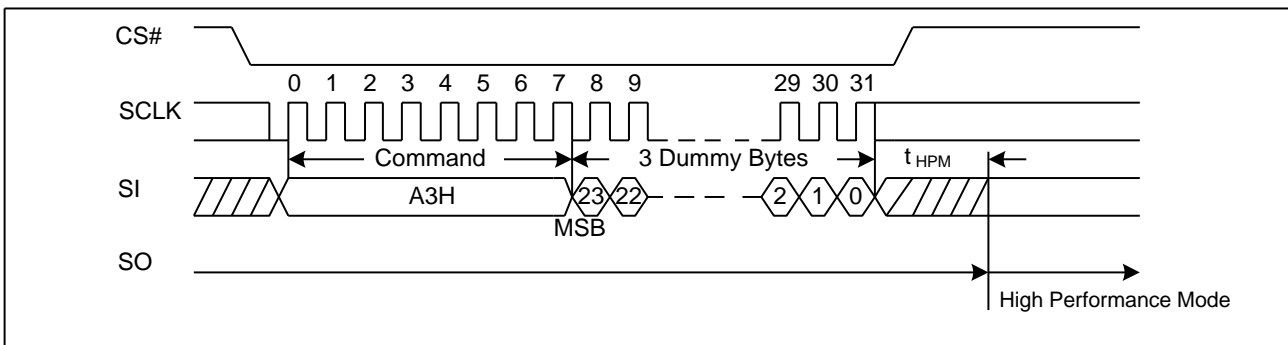 CS#
0 1 2 3 4 5 6 7 8 9 29 30 31
SCLK
Command 3 Dummy Bytes tHPM
SI A3H 23 22 2 1 0
MSB
SO
High Performance Mode